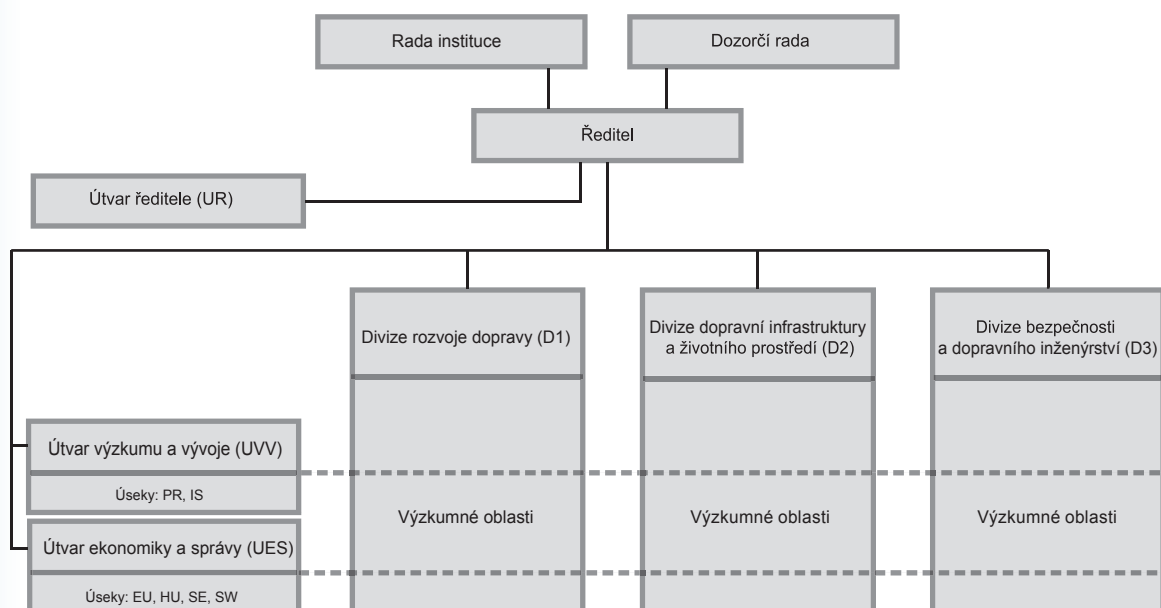 Rada instituce
Dozorčí rada
Ředitel
Útvar ředitele (UR)
Divize rozvoje dopravy (D1)
Divize dopravní infrastruktury
a životního prostředí (D2)
Divize bezpečnosti
a dopravního inženýrství (D3)
Útvar výzkumu a vývoje (UVV)
Úseky: PR, IS
Výzkumné oblasti
Výzkumné oblasti
Výzkumné oblasti
Útvar ekonomiky a správy (UES)
Úseky: EU, HU, SE, SW